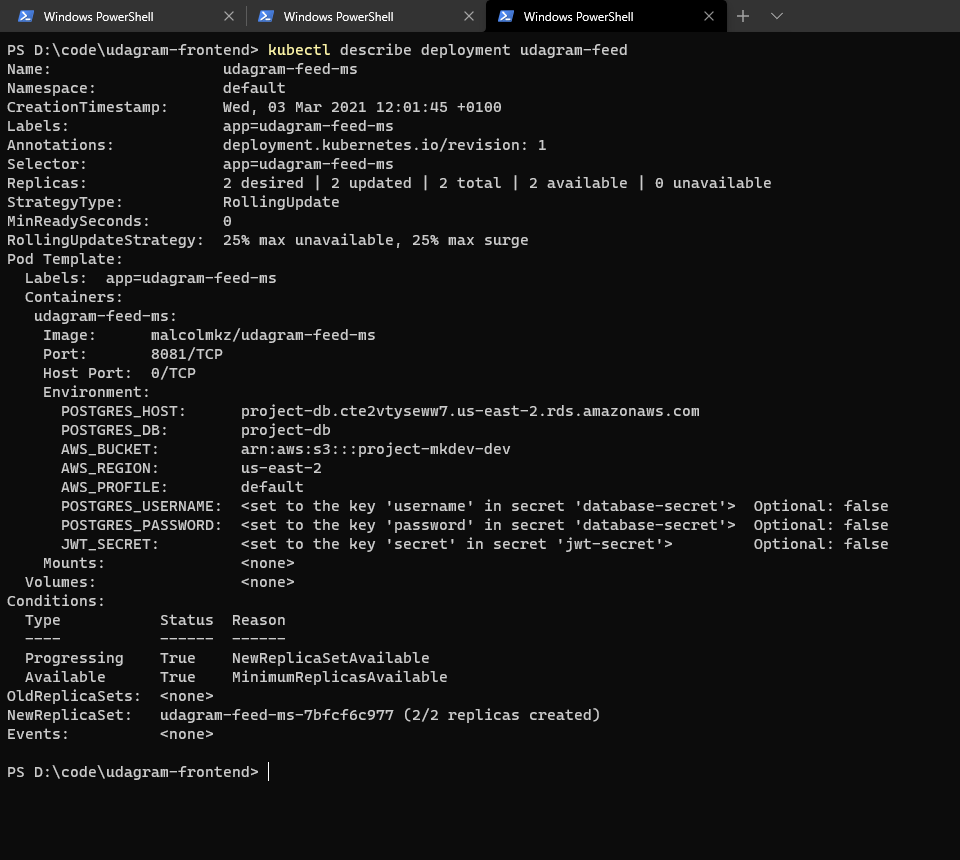 Windows PowerShell
Windows PowerShell
Windows PowerShell
PS D:\code\udagram-frontend> kubectl describe deployment udagram-feed
Name:                   udagram-feed-ms
Namespace:              default
CreationTimestamp:      Wed, 03 Mar 2021 12:01:45 +0100
Labels:                 app=udagram-feed-ms
Annotations:            deployment.kubernetes.io/revision: 1
Selector:               app=udagram-feed-ms
Replicas:               2 desired | 2 updated | 2 total | 2 available | 0 unavailable
StrategyType:           RollingUpdate
MinReadySeconds:        0
RollingUpdateStrategy:  25% max unavailable, 25% max surge
Pod Template:
  Labels:  app=udagram-feed-ms
  Containers:
   udagram-feed-ms:
    Image:      malcolmkz/udagram-feed-ms
    Port:       8081/TCP
    Host Port:  0/TCP
    Environment:
      POSTGRES_HOST:      project-db.cte2vtyseww7.us-east-2.rds.amazonaws.com
      POSTGRES_DB:        project-db
      AWS_BUCKET:         arn:aws:s3:::project-mkdev-dev
      AWS_REGION:         us-east-2
      AWS_PROFILE:        default
      POSTGRES_USERNAME:  <set to the key 'username' in secret 'database-secret'>  Optional: false
      POSTGRES_PASSWORD:  <set to the key 'password' in secret 'database-secret'>  Optional: false
      JWT_SECRET:         <set to the key 'secret' in secret 'jwt-secret'>         Optional: false
    Mounts:               <none>
  Volumes:                <none>
Conditions:
  Type           Status  Reason
  ----           ------  ------
  Progressing    True    NewReplicaSetAvailable
  Available      True    MinimumReplicasAvailable
OldReplicaSets:  <none>
NewReplicaSet:   udagram-feed-ms-7bfcf6c977 (2/2 replicas created)
Events:          <none>
PS D:\code\udagram-frontend>